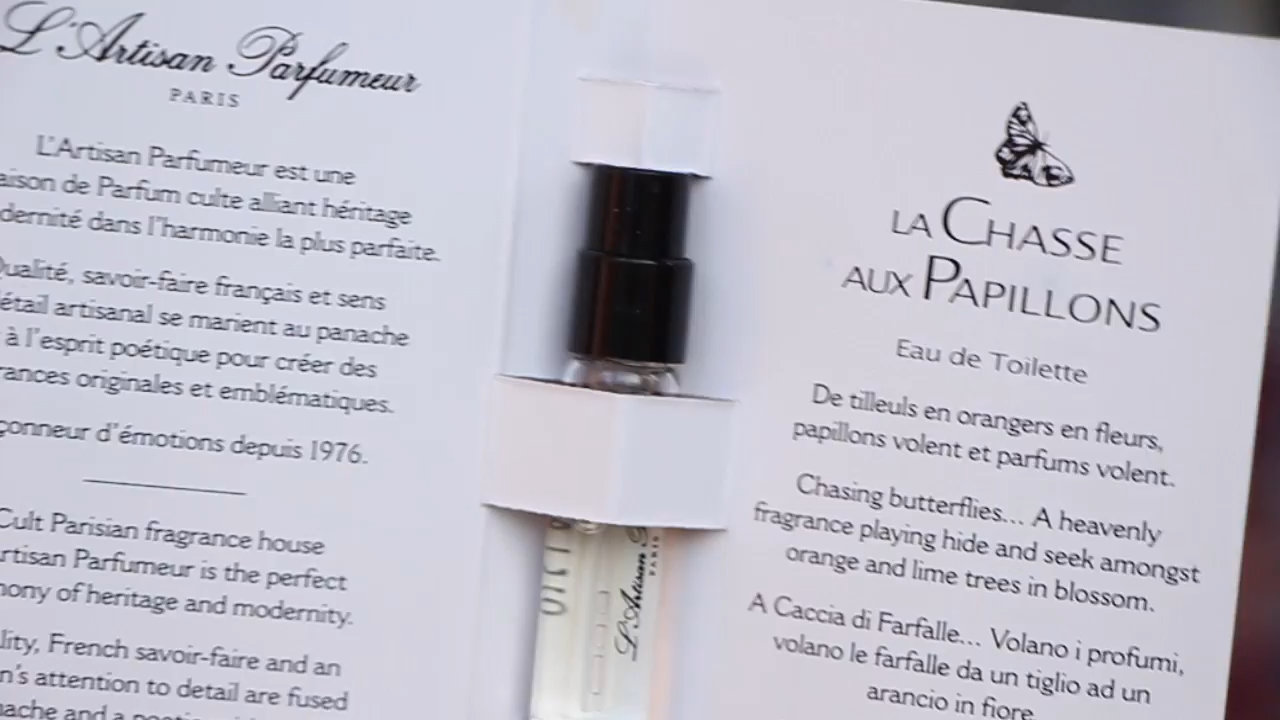 L'Artisan Parfumeur
PARIS
L'Artisan Parfumeur est une
aison de Parfum culte alliant héritage
dernité dans l'harmonie la plus parfaite.
Qualité, savoir-faire français et sens
étail artisanal se marient au panache
à l'esprit poétique pour créer des
rances originales et emblématiques.
çonneur d'émotions depuis 1976.
Cult Parisian fragrance house
rtisan Parfumeur is the perfect
mony of heritage and modernity.
lity, French savoir-faire and an
n's attention to detail are fused
L'Artisan
PARIS
LA CHASSE
AUX PAPILLONS
Eau de Toilette
De tilleuls en orangers en fleurs,
papillons volent et parfums volent.
Chasing butterflies... A heavenly
fragrance playing hide and seek amongst
orange and lime trees in blossom.
A Caccia di Farfalle... Volano i profumi,
volano le farfalle da un tiglio ad un
arancio in fiore